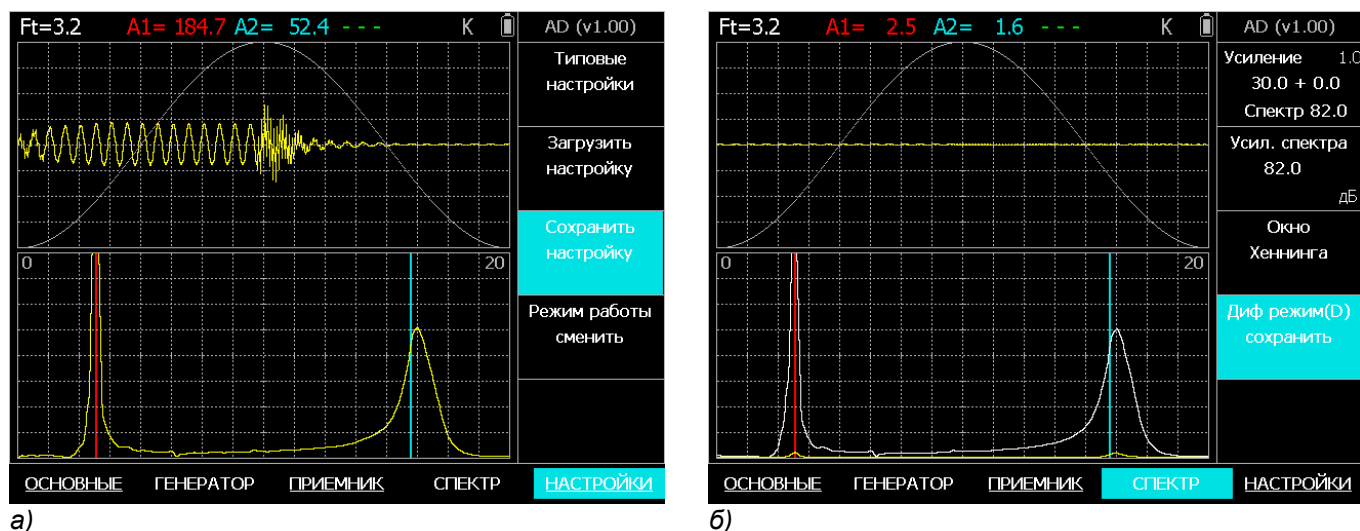 Ft=3.2 A1= 184.7 A2= 52.4 - - - K AD (v1.00)
Типовые
настройки
Загрузить
настройку
Сохранить
настройку
Режим работы
сменить
0 20
ОСНОВНЫЕ ГЕНЕРАТОР ПРИЕМНИК СПЕКТР НАСТРОЙКИ
а)
Ft=3.2 A1= 2.5 A2= 1.6 - - - K AD (v1.00)
Усиление 1.0
30.0 + 0.0
Спектр 82.0
Усил. спектра
82.0
дБ
Окно
Хеннинга
Диф режим(D)
сохранить
0 20
ОСНОВНЫЕ ГЕНЕРАТОР ПРИЕМНИК СПЕКТР НАСТРОЙКИ
б)